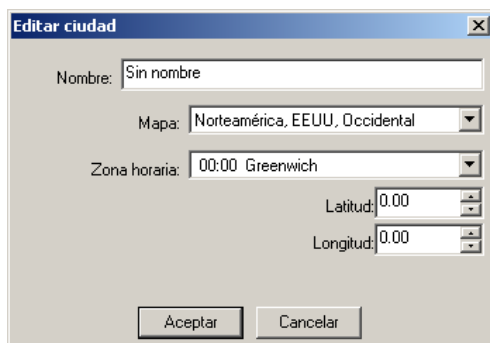 Editar ciudad
Nombre: Sin nombre
Mapa: Norteamérica, EEUU, Occidental
Zona horaria: 00:00 Greenwich
Latitud: 0.00
Longitud: 0.00
Aceptar Cancelar